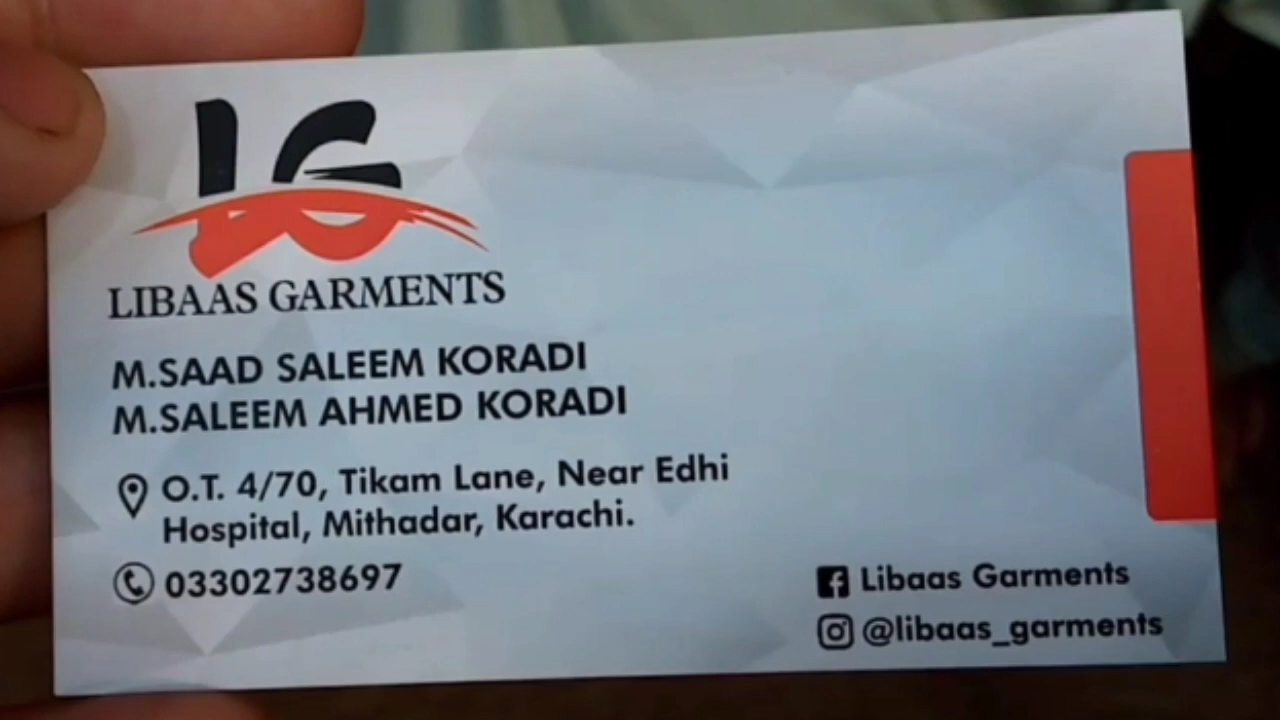 LG
LIBAAS GARMENTS
M.SAAD SALEEM KORADI
M.SALEEM AHMED KORADI
O.T. 4/70, Tikam Lane, Near Edhi
Hospital, Mithadar, Karachi.
03302738697
Libaas Garments
@libaas_garments